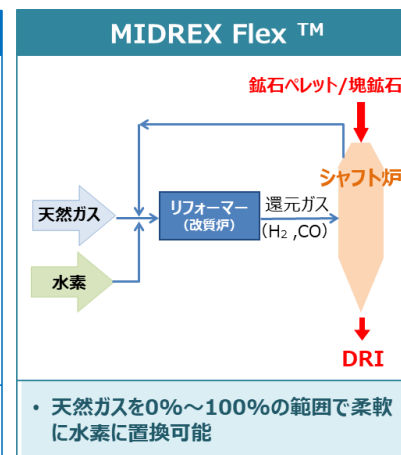 MIDREX Flex ™
鉱石ペレット/塊鉱石
シャフト炉
天然ガス
リフォーマー
(改質炉)
還元ガス
(H₂ ,CO)
水素
DRI
• 天然ガスを0%～100%の範囲で柔軟
に水素に置換可能